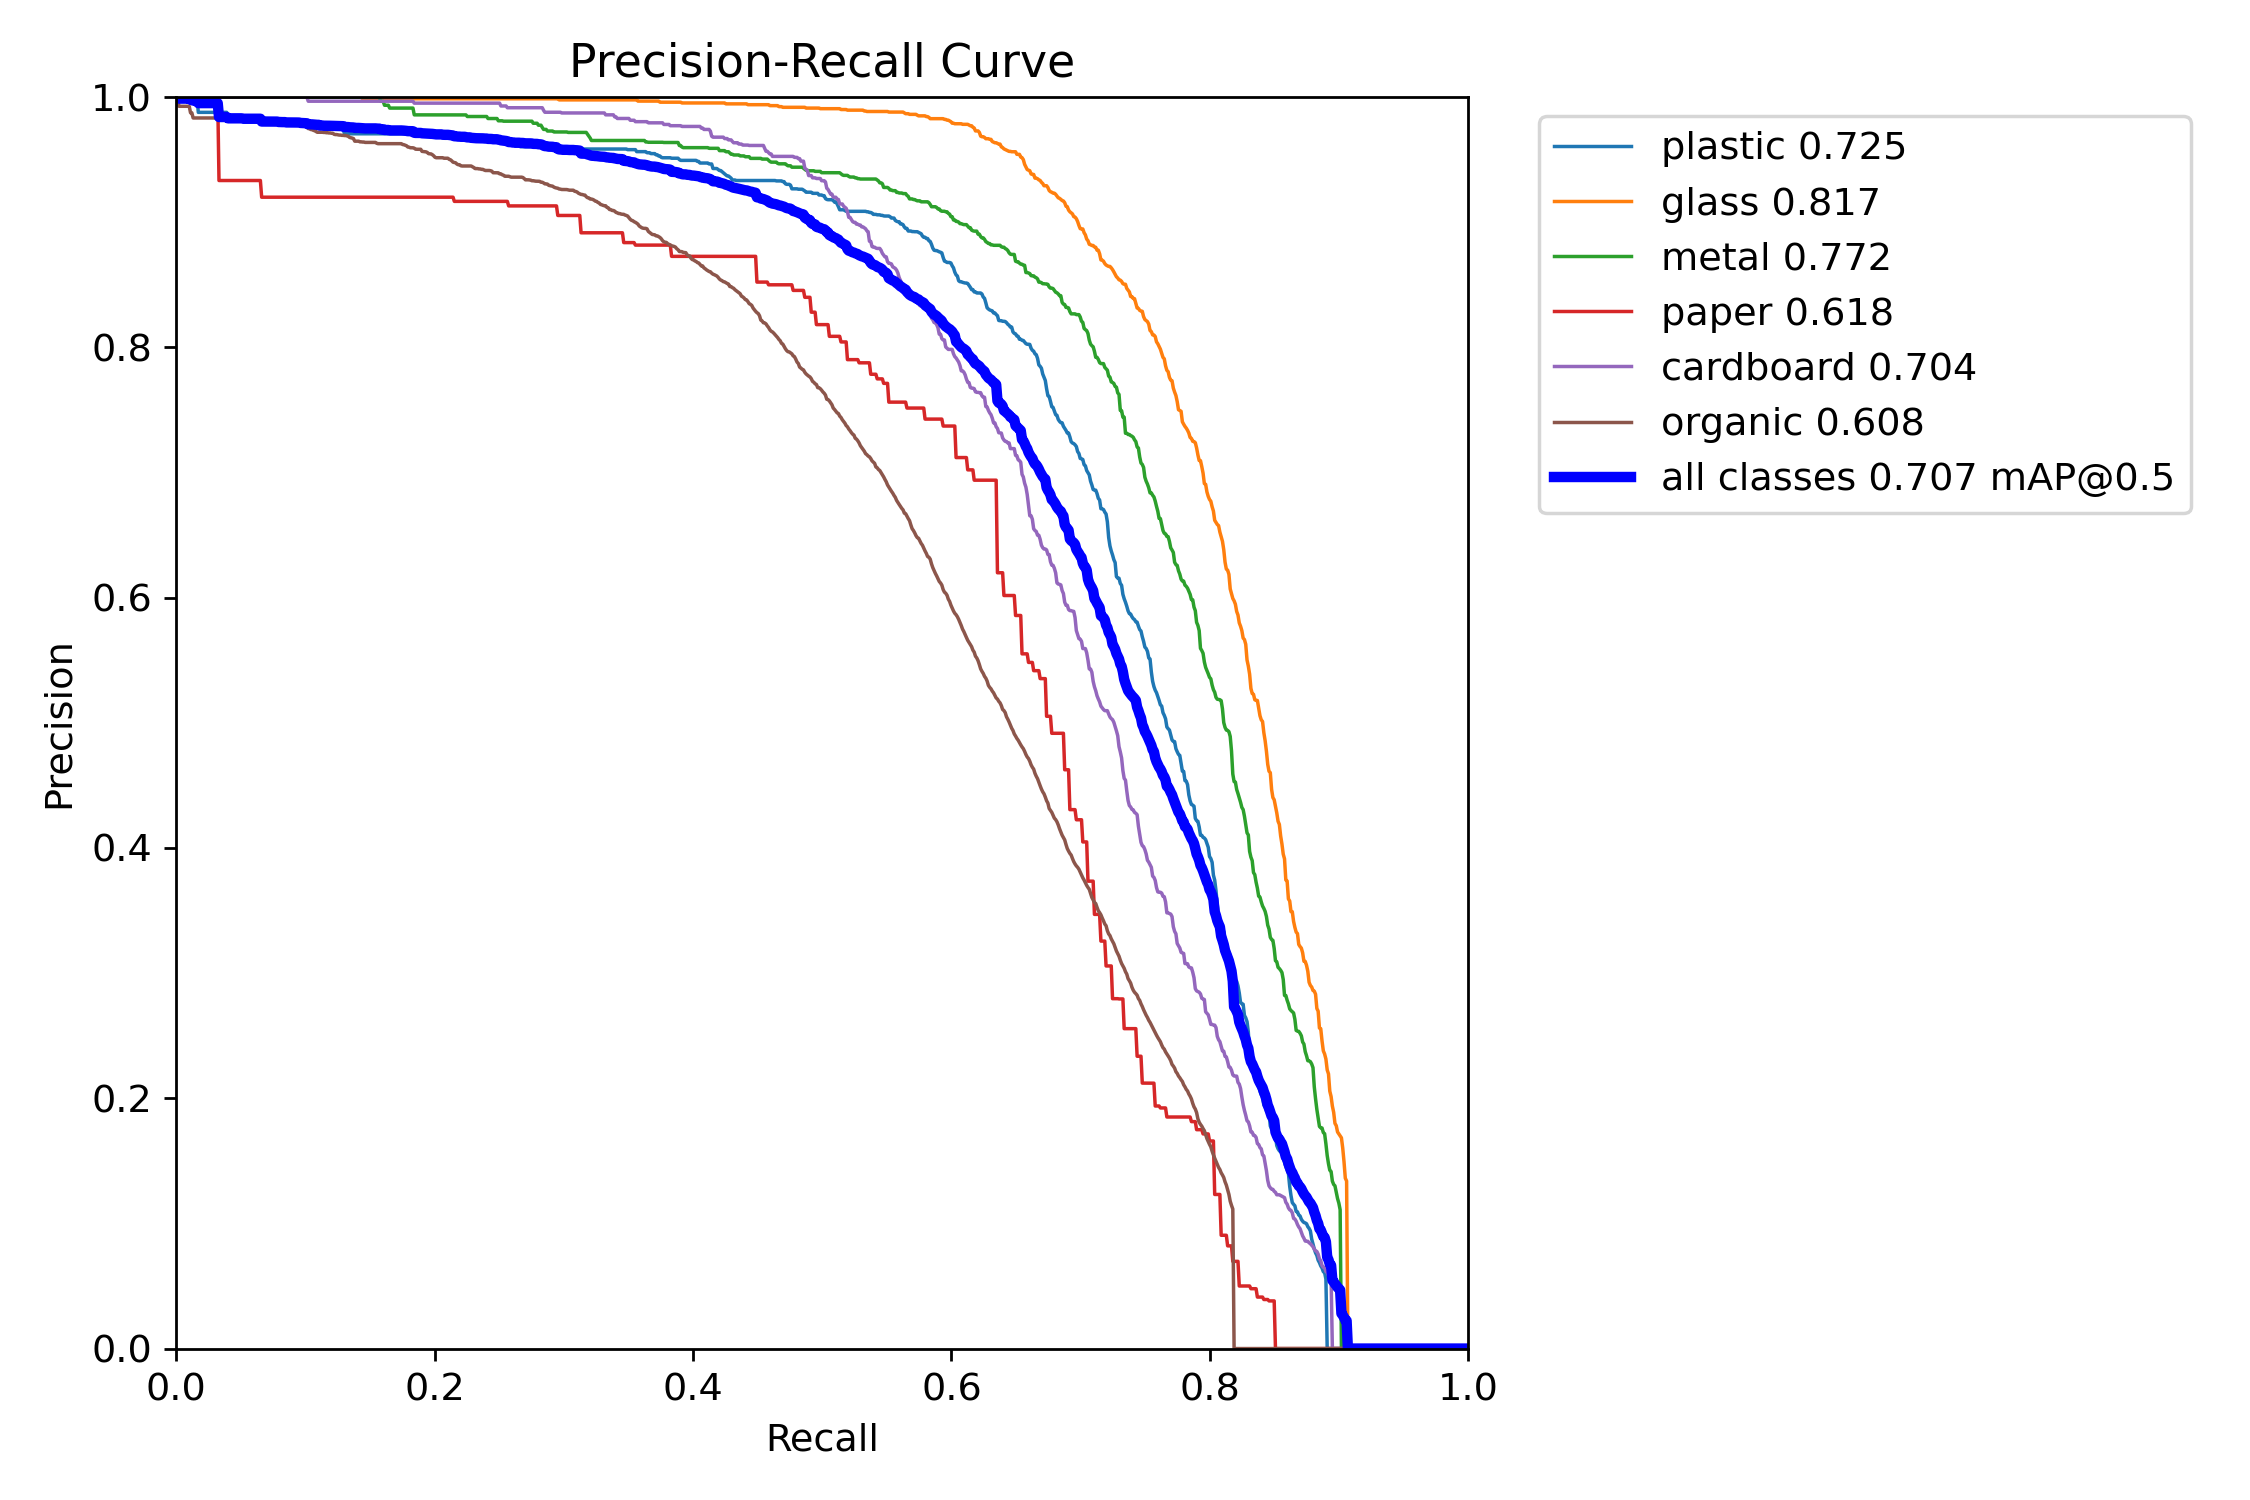 Precision-Recall Curve
1.0
0.8
0.6
0.4
0.2
0.0
Precision
0.0 0.2 0.4 0.6 0.8 1.0
Recall
plastic 0.725
glass 0.817
metal 0.772
paper 0.618
cardboard 0.704
organic 0.608
all classes 0.707 mAP@0.5